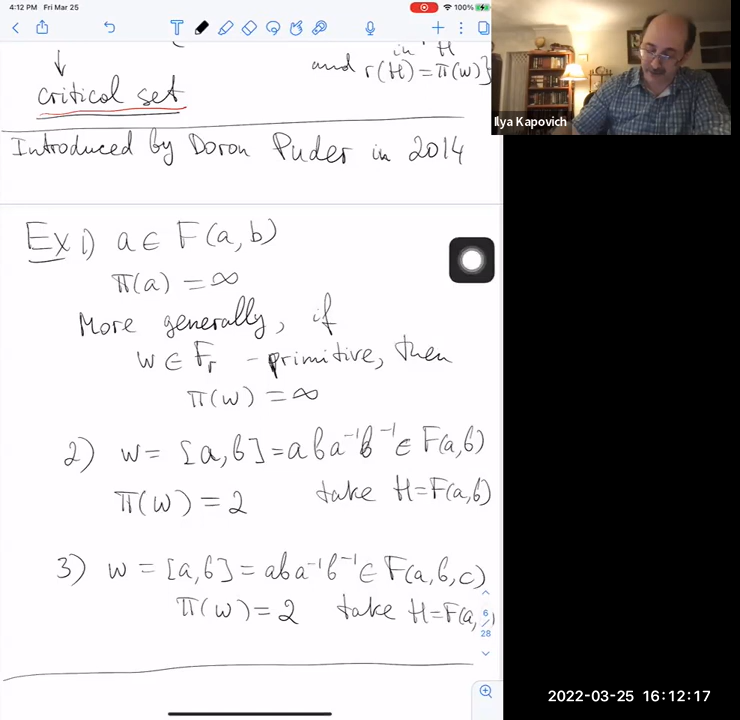 4:12 PM Fri Mar 25
100%
in H
and r(H) = π(w)}
critical set
Introduced by Doron Puder in 2014
Ex 1) a ∈ F(a, b)
π(a) = ∞
More generally, if
w ∈ Fr - primitive, then
π(w) = ∞
2) w = [a, b] = aba⁻¹b⁻¹ ∈ F(a, b)
π(w) = 2 take H = F(a, b)
3) w = [a, b] = aba⁻¹b⁻¹ ∈ F(a, b, c)
π(w) = 2 take H = F(a,
6
/
28
Ilya Kapovich
2022-03-25 16:12:17